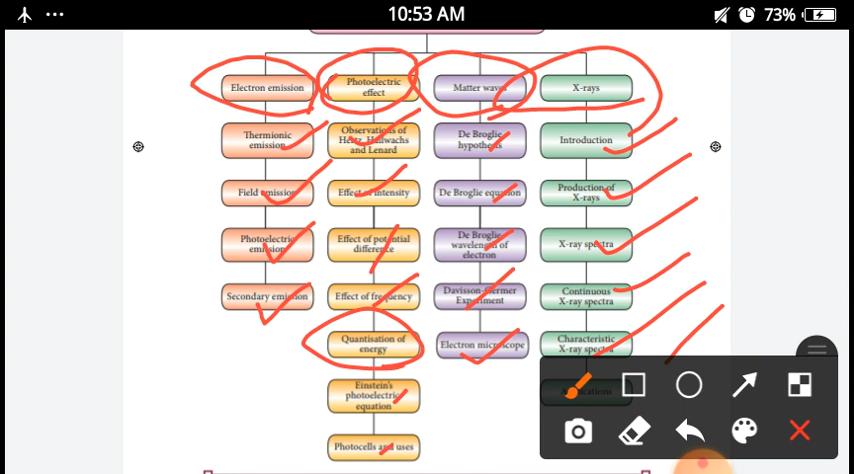 10:53 AM
73%
Electron emission
Photoelectric
effect
Matter waves
X-rays
Thermionic
emission
Observations of
Hertz, Hallwachs
and Lenard
De Broglie
hypothesis
Introduction
Field emission
Effect of intensity
De Broglie equation
Production of
X-rays
Photoelectric
emission
Effect of potential
difference
De Broglie
wavelength of
electron
X-ray spectra
Secondary emission
Effect of frequency
Davisson-Germer
Experiment
Continuous
X-ray spectra
Quantisation of
energy
Electron microscope
Characteristic
X-ray spectra
Einstein's
photoelectric
equation
Applications
Photocells and uses